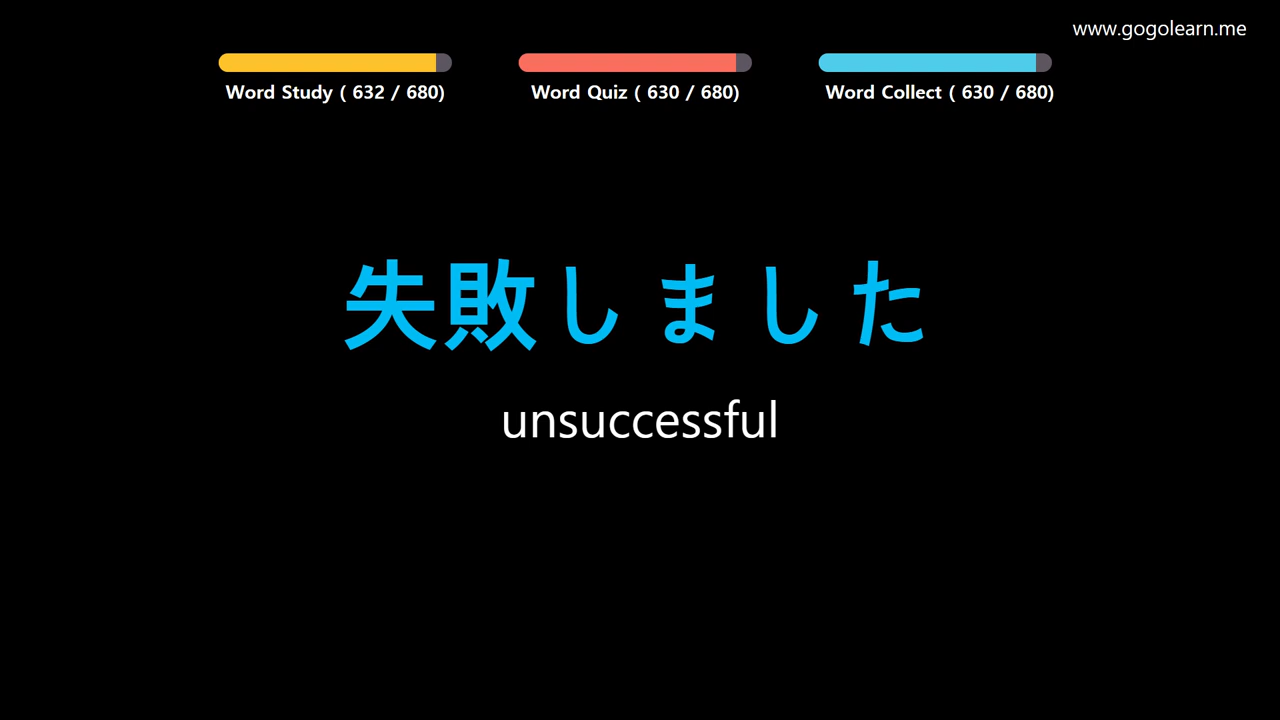 www.gogolearn.me
Word Study ( 632 / 680)
Word Quiz ( 630 / 680)
Word Collect ( 630 / 680)
失敗しました
unsuccessful